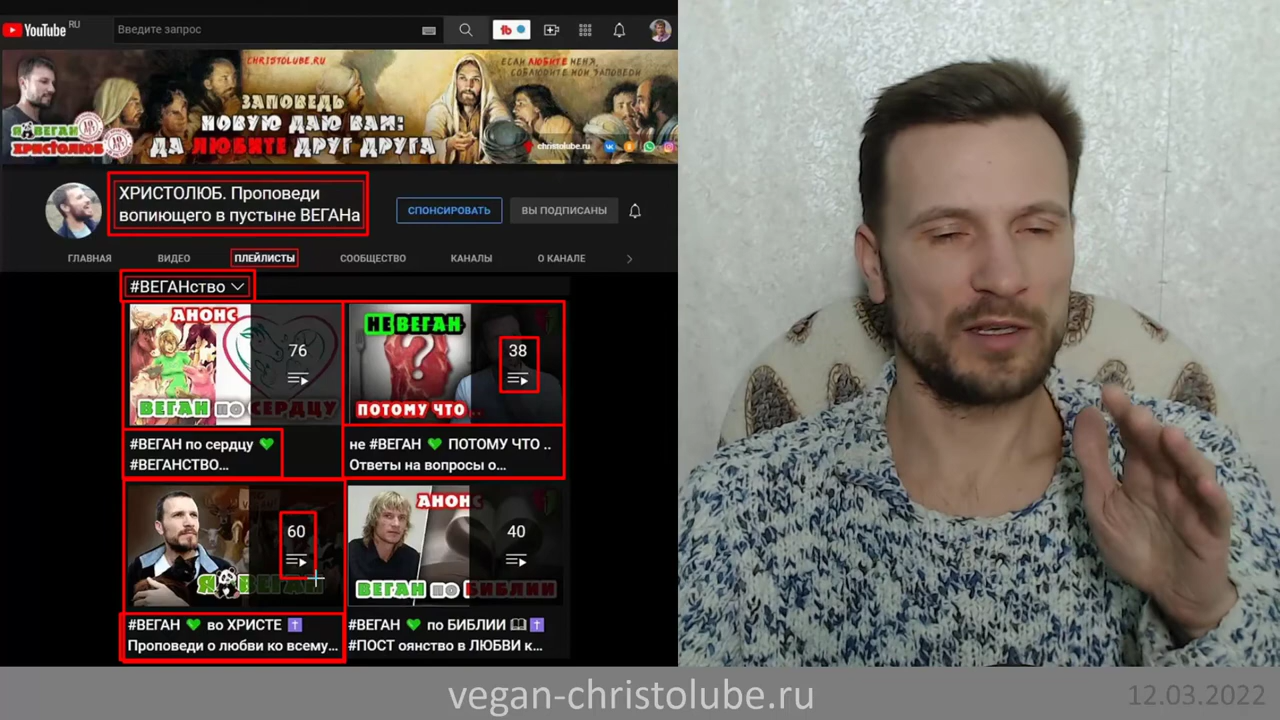 YouTube RU
Введите запрос
CHRISTOLUBE.RU
ЕСЛИ ЛЮБИТЕ МЕНЯ,
СОБЛЮДИТЕ МОИ ЗАПОВЕДИ
ЗАПОВЕДЬ
НОВУЮ ДАЮ ВАМ:
ДА ЛЮБИТЕ ДРУГ ДРУГА
Я ВЕГАН
ХРИСТОЛЮБ
christolube.ru
ХРИСТОЛЮБ. Проповеди
вопиющего в пустыне ВЕГАНа
СПОНСИРОВАТЬ
ВЫ ПОДПИСАНЫ
ГЛАВНАЯ ВИДЕО ПЛЕЙЛИСТЫ СООБЩЕСТВО КАНАЛЫ О КАНАЛЕ
#ВЕГАНство
АНОНС
76
ВЕГАН ПО СЕРДЦУ
#ВЕГАН по сердцу 💚
#ВЕГАНСТВО...
НЕ ВЕГАН
38
ПОТОМУ ЧТО..
не #ВЕГАН 💚 ПОТОМУ ЧТО ..
Ответы на вопросы о...
60
Я ВЕГАН
#ВЕГАН 💚 во ХРИСТЕ ✝️
Проповеди о любви ко всему...
АНОНС
40
ВЕГАН ПО БИБЛИИ
#ВЕГАН 💚 по БИБЛИИ 📖✝️
#ПОСТ оянство в ЛЮБВИ к...
vegan-christolube.ru
12.03.2022